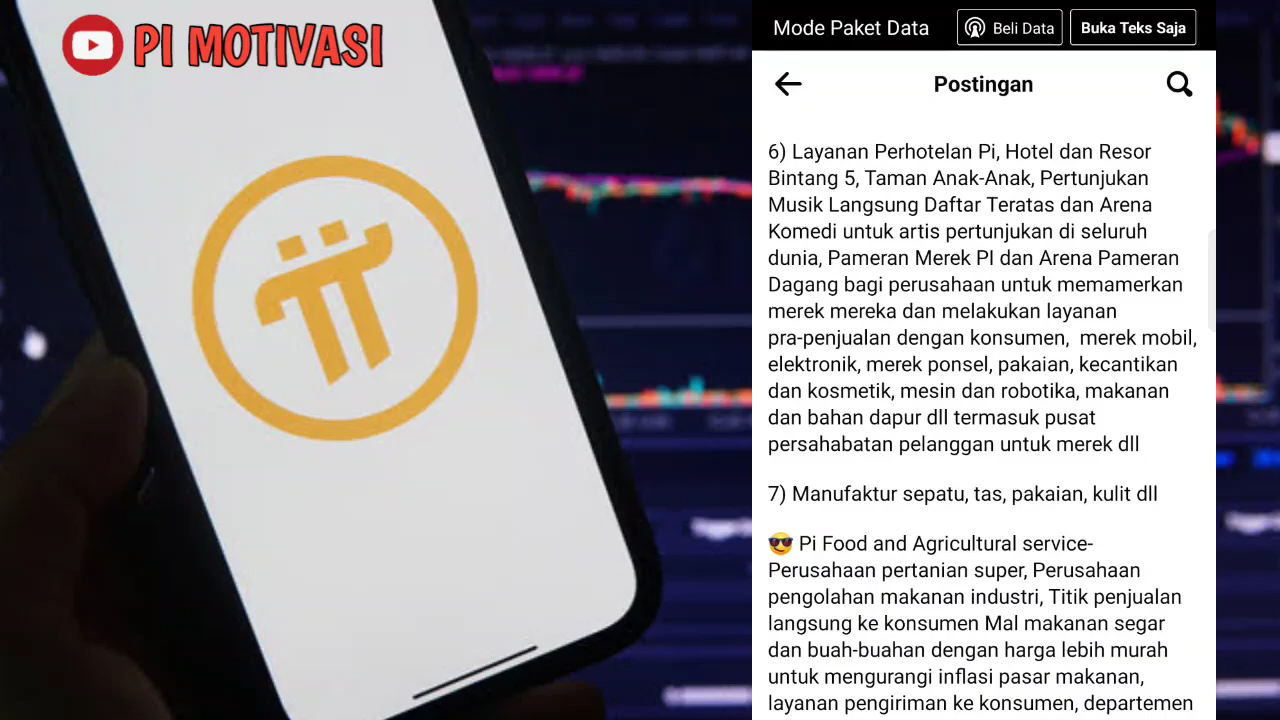 PI MOTIVASI
Mode Paket Data
Beli Data
Buka Teks Saja
Postingan
6) Layanan Perhotelan Pi, Hotel dan Resor
Bintang 5, Taman Anak-Anak, Pertunjukan
Musik Langsung Daftar Teratas dan Arena
Komedi untuk artis pertunjukan di seluruh
dunia, Pameran Merek PI dan Arena Pameran
Dagang bagi perusahaan untuk memamerkan
merek mereka dan melakukan layanan
pra-penjualan dengan konsumen, merek mobil,
elektronik, merek ponsel, pakaian, kecantikan
dan kosmetik, mesin dan robotika, makanan
dan bahan dapur dll termasuk pusat
persahabatan pelanggan untuk merek dll
7) Manufaktur sepatu, tas, pakaian, kulit dll
😎 Pi Food and Agricultural service-
Perusahaan pertanian super, Perusahaan
pengolahan makanan industri, Titik penjualan
langsung ke konsumen Mal makanan segar
dan buah-buahan dengan harga lebih murah
untuk mengurangi inflasi pasar makanan,
layanan pengiriman ke konsumen, departemen